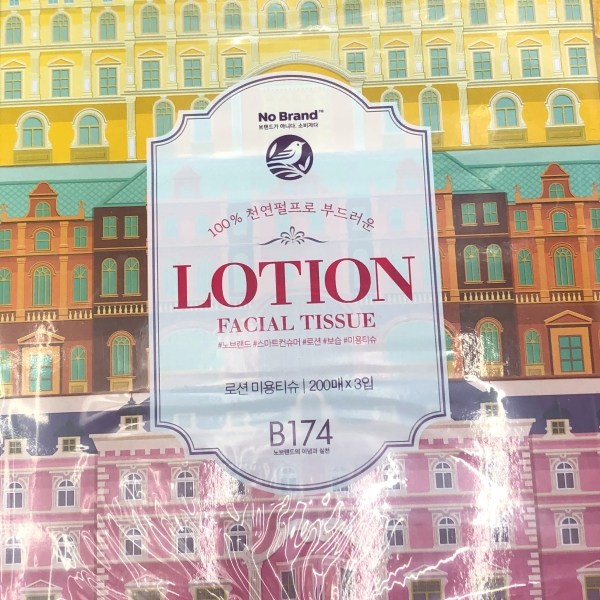 No Brand™
브랜드가 아니다. 소비자다
100% 천연펄프로 부드러운
LOTION
FACIAL TISSUE
#노브랜드 #스마트컨슈머 #로션 #보습 #미용티슈
로션 미용티슈 | 200매 x 3입
B174
노브랜드의 이념과 실천